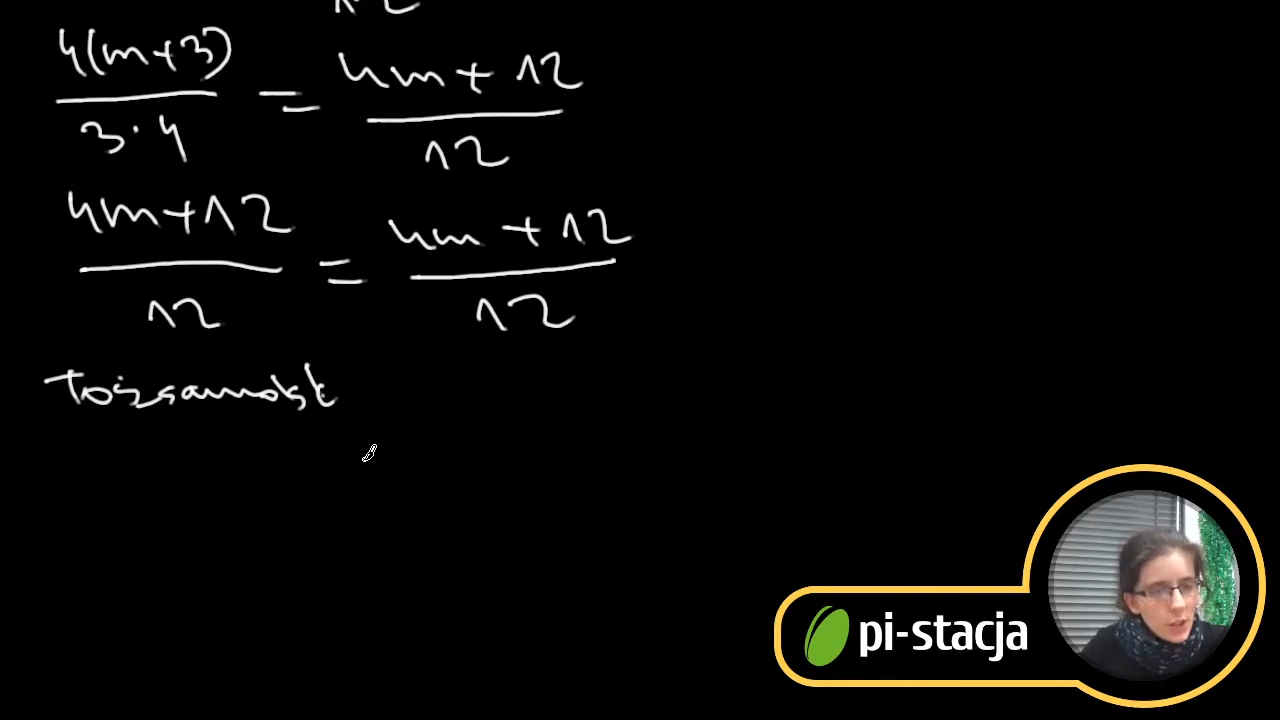 4(m+3) / 3·4 = 4m + 12 / 12
4m+12 / 12 = 4m + 12 / 12
tożsamość
pi-stacja